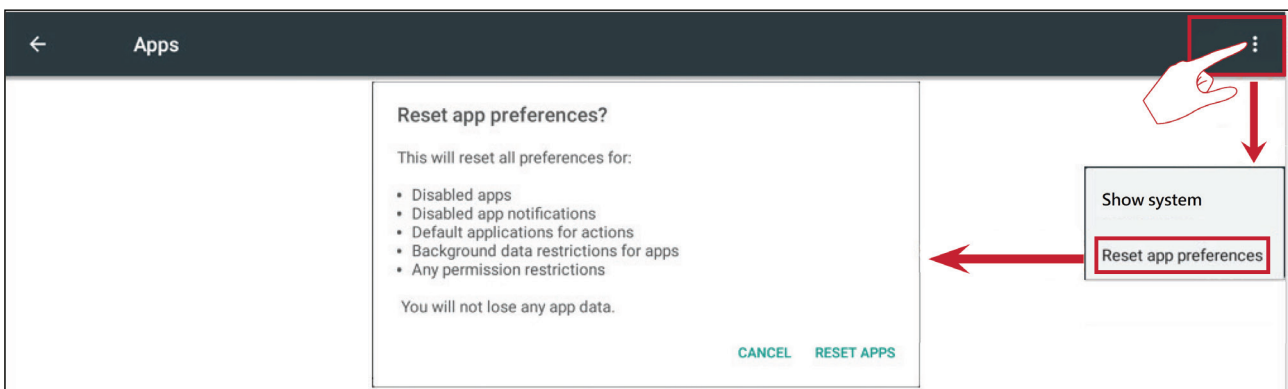 Apps
Reset app preferences?
This will reset all preferences for:
• Disabled apps
• Disabled app notifications
• Default applications for actions
• Background data restrictions for apps
• Any permission restrictions
You will not lose any app data.
CANCEL RESET APPS
Show system
Reset app preferences